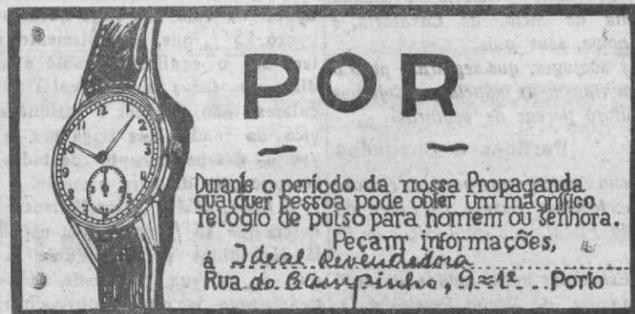 POR
Durante o período da nossa Propaganda
qualquer pessoa pode obter um magnifico
relógio de pulso para homem ou senhora.
Peçam informações,
á Ideal Revendedora
Rua do Campinho, 9-1º Porto